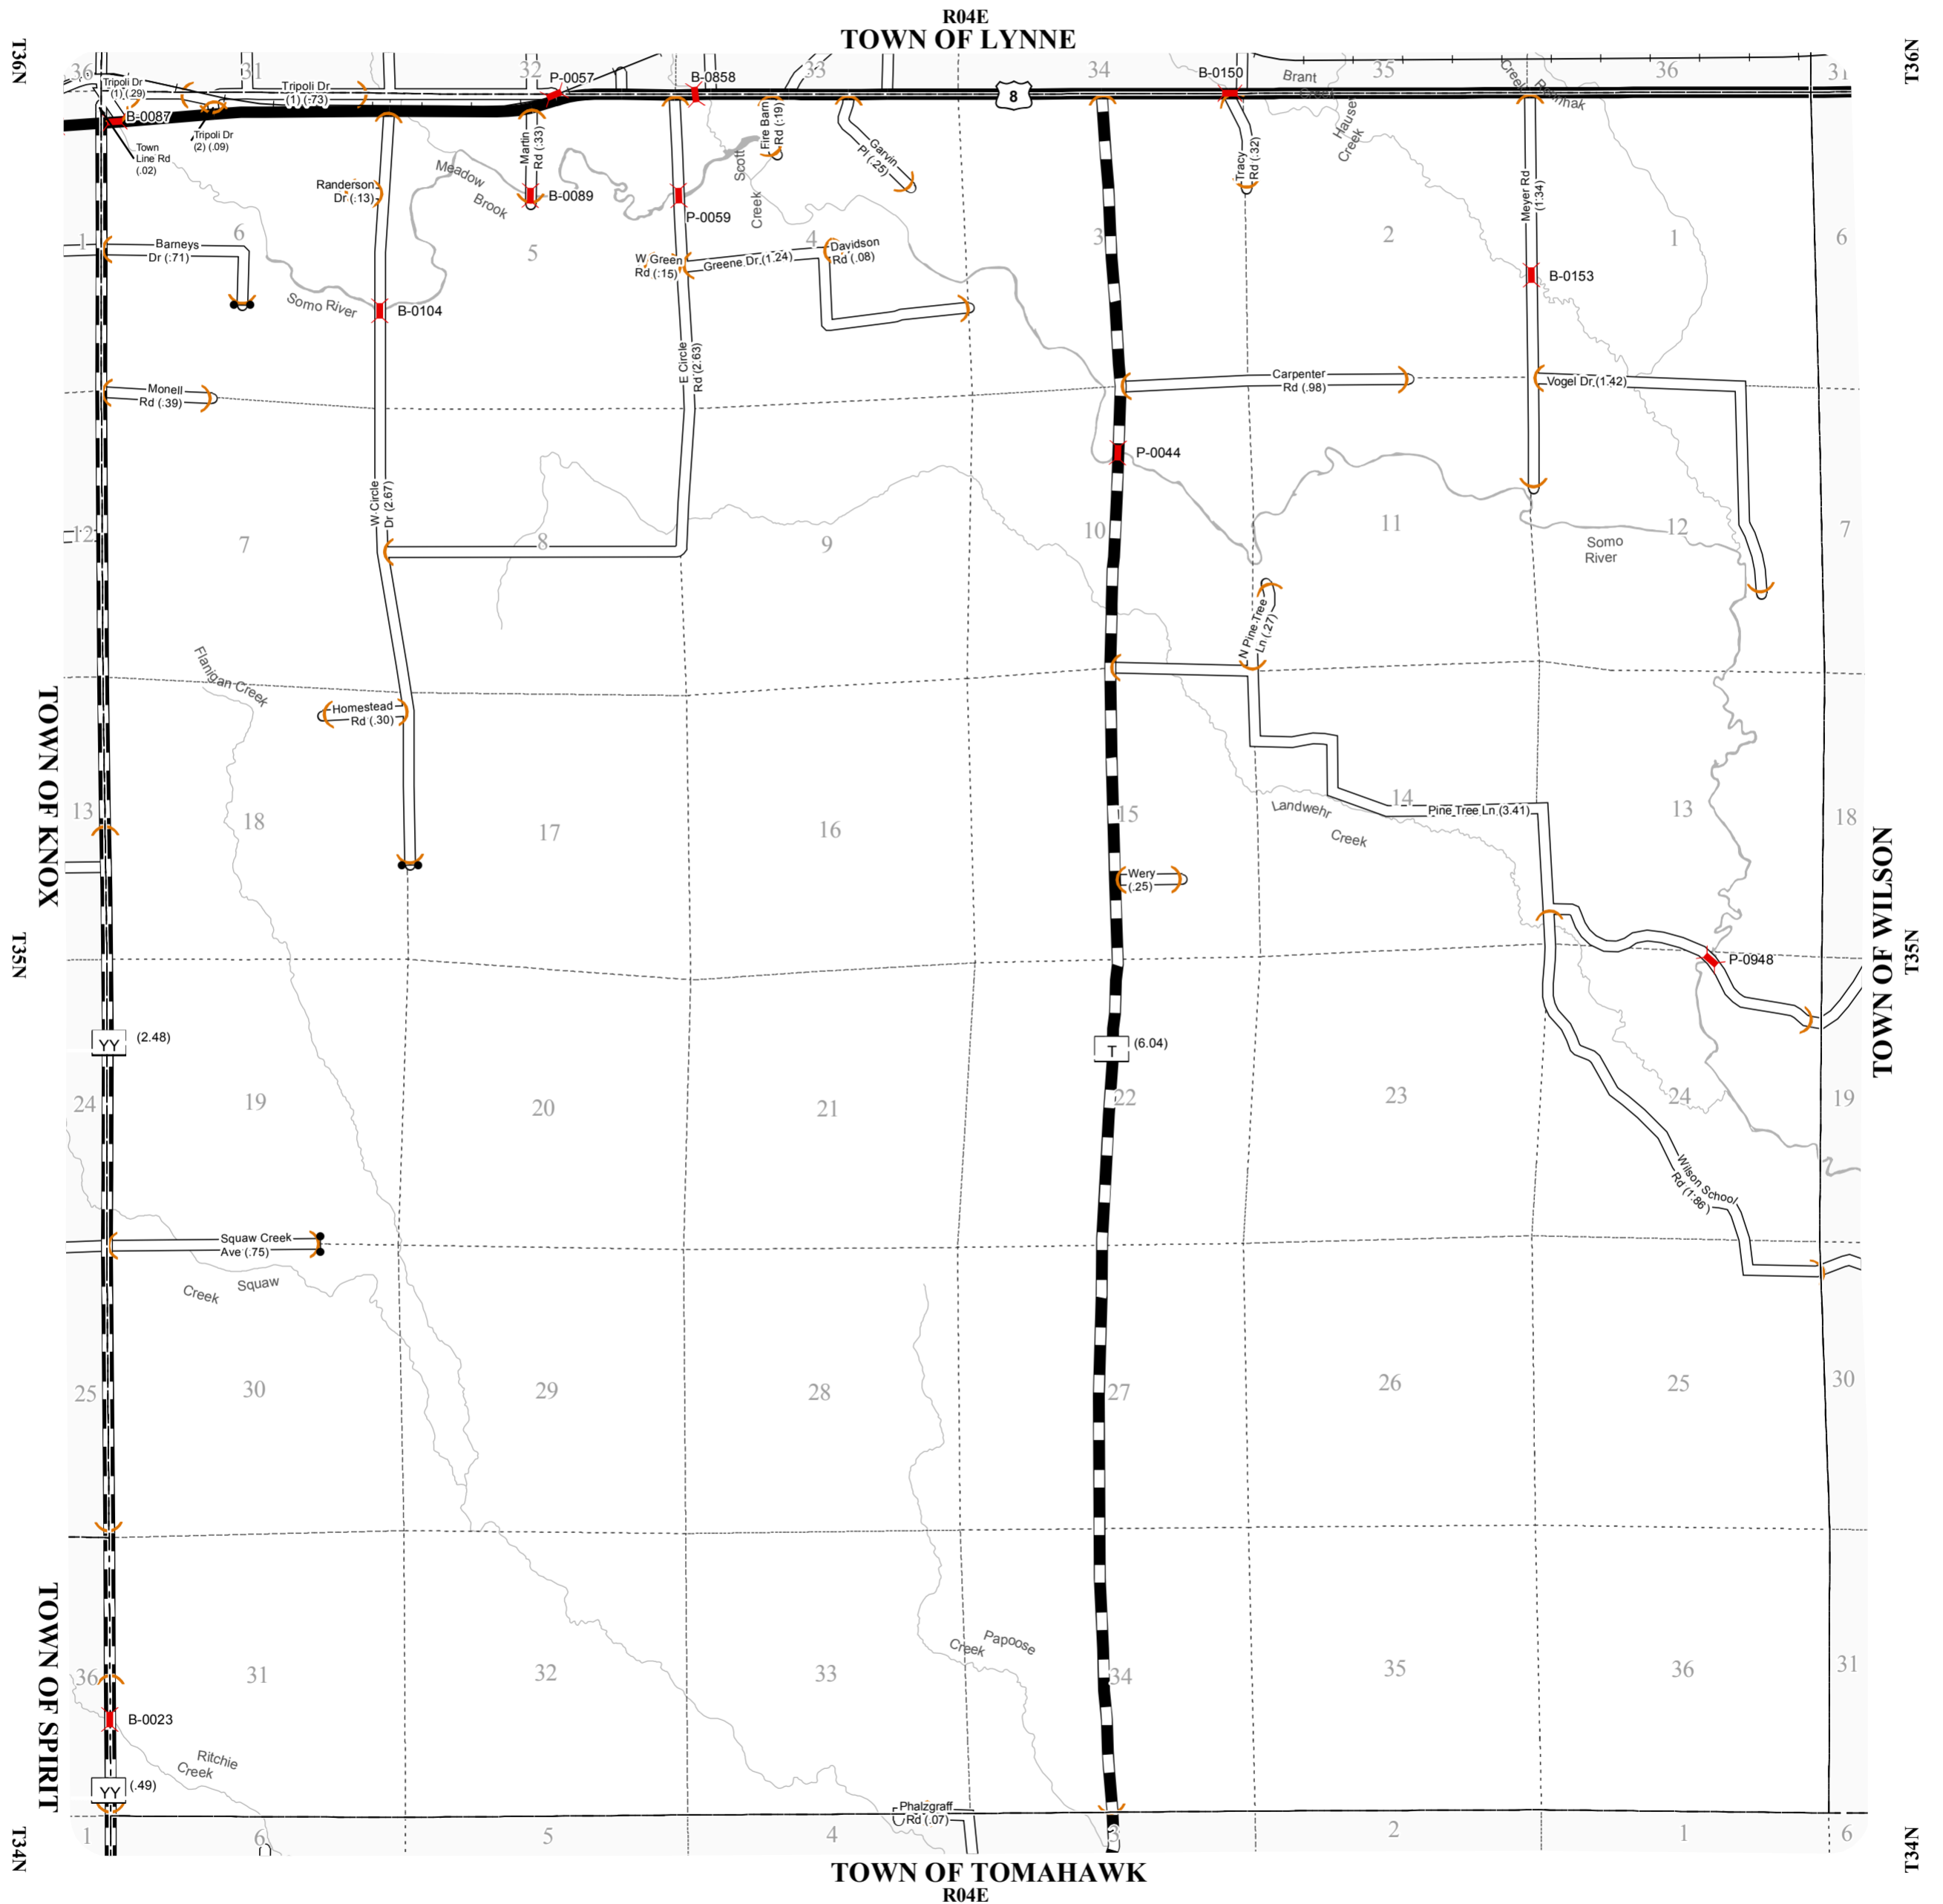 R04E
TOWN OF LYNNE
T36N
T36N
36
31
32
33
34
35
36
31
Tripoli Dr
(1) (.29)
Tripoli Dr
(1) (.73)
P-0057
B-0858
8
B-0150
Brant
Creek
B-0087
Town
Line Rd
(.02)
Tripoli Dr
(2) (.09)
Martin
Rd (.33)
Fire Barn
Rd (.19)
Garvin
Pl (.25)
Tracy
Rd (.32)
Hauser
Creek
Meyer Rd
(1.34)
Meadow
Brook
Scott
Creek
Randerson
Dr (.13)
B-0089
P-0059
1
6
5
4
3
2
1
6
Barneys
Dr (.71)
W Green
Rd (.15)
Greene Dr (1.24)
Davidson
Rd (.08)
B-0153
Somo River
B-0104
E Circle
Rd (2.63)
Monell
Rd (.39)
Carpenter
Rd (.98)
Vogel Dr (1.42)
P-0044
W Circle
Dr (2.67)
12
7
8
9
10
11
12
7
Somo
River
N Pine Tree
Ln (.27)
Flanigan Creek
Homestead
Rd (.30)
TOWN OF KNOX
13
18
17
16
15
14
13
18
Landwehr
Creek
Pine Tree Ln (3.41)
Wery
(.25)
TOWN OF WILSON
T35N
T35N
P-0948
YY
(2.48)
T
(6.04)
24
19
20
21
22
23
24
19
Wilson School
Rd (1.86)
Squaw Creek
Ave (.75)
Squaw
Creek
25
30
29
28
27
26
25
30
TOWN OF SPIRIT
Papoose
Creek
36
31
32
33
34
35
36
31
B-0023
Ritchie
Creek
YY
(.49)
Phalzgraff
Rd (.07)
1
6
5
4
3
2
1
6
T34N
T34N
TOWN OF TOMAHAWK
R04E